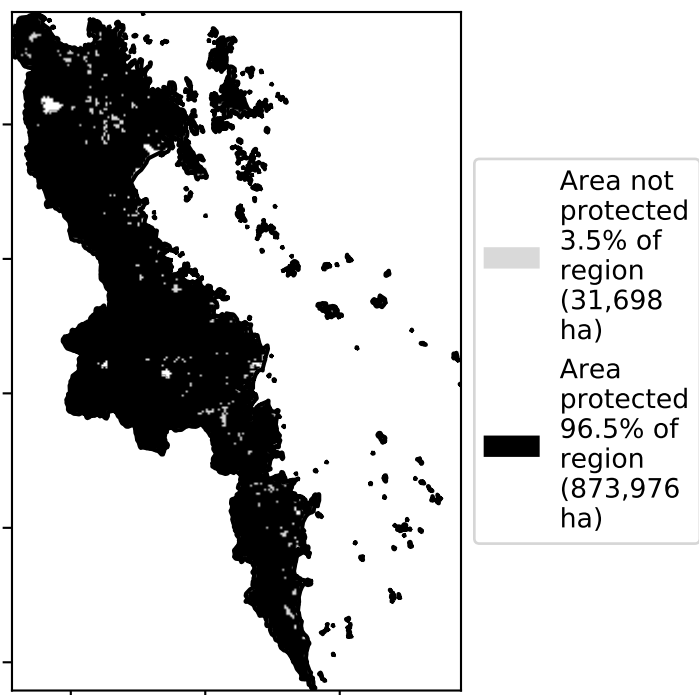 Area not
protected
3.5% of
region
(31,698
ha)
Area
protected
96.5% of
region
(873,976
ha)